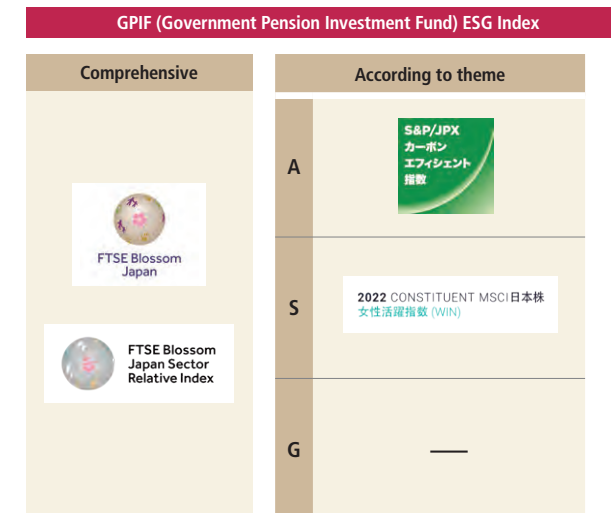 GPIF (Government Pension Investment Fund) ESG Index
Comprehensive
FTSE Blossom
Japan
FTSE Blossom
Japan Sector
Relative Index
According to theme
A
S&P/JPX
カーボン
エフィシェント
指数
S
2022 CONSTITUENT MSCI日本株
女性活躍指数 (WIN)
G
—